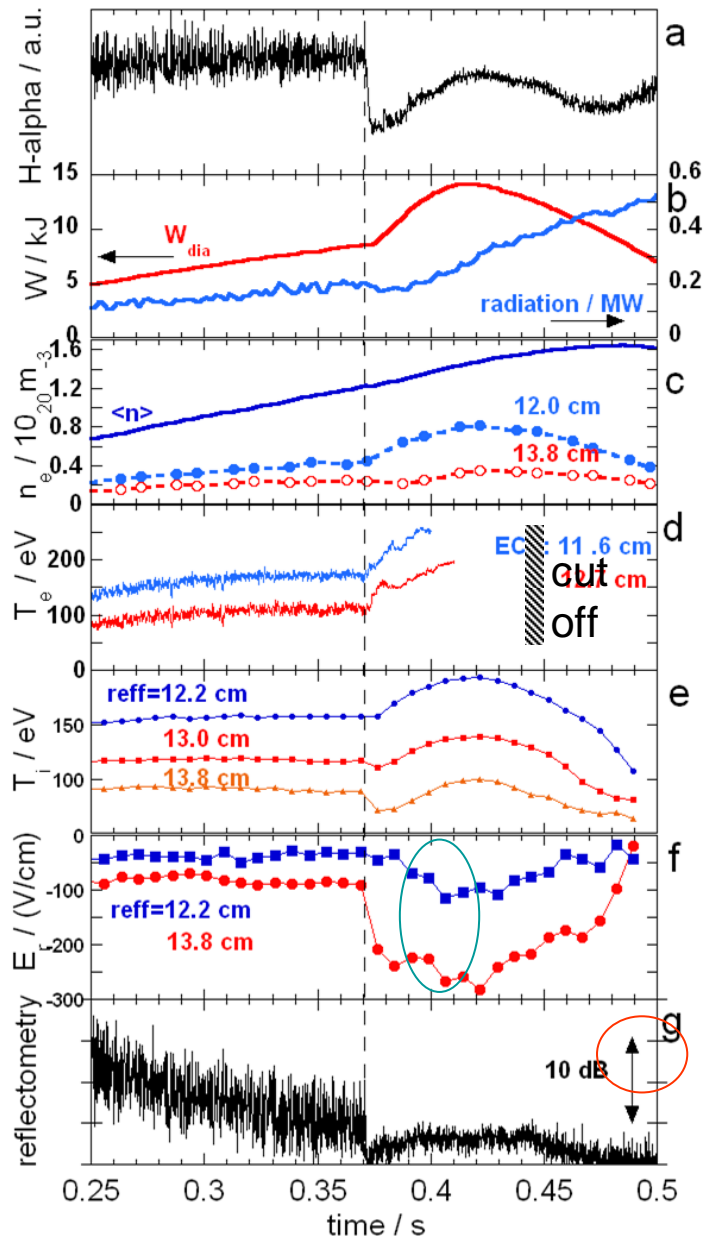 a
H-alpha / a.u.
15
0.6
b
10
W
dia
0.4
W / kJ
5
0.2
radiation / MW
0
0
1.6
c
<n>
1.2
12.0 cm
n e / 10 20 m -3
0.8
13.8 cm
0.4
0
d
200
11 .6 cm
T e / eV
cut
cm
100
off
0
reff=12.2 cm
e
150
13.0 cm
T i / eV
100
13.8 cm
0
f
-100
reff=12.2 cm
E r / (V/cm)
-200
13.8 cm
-300
g
10 dB
reflectometry
0.25 0.3 0.35 0.4 0.45 0.5
time / s